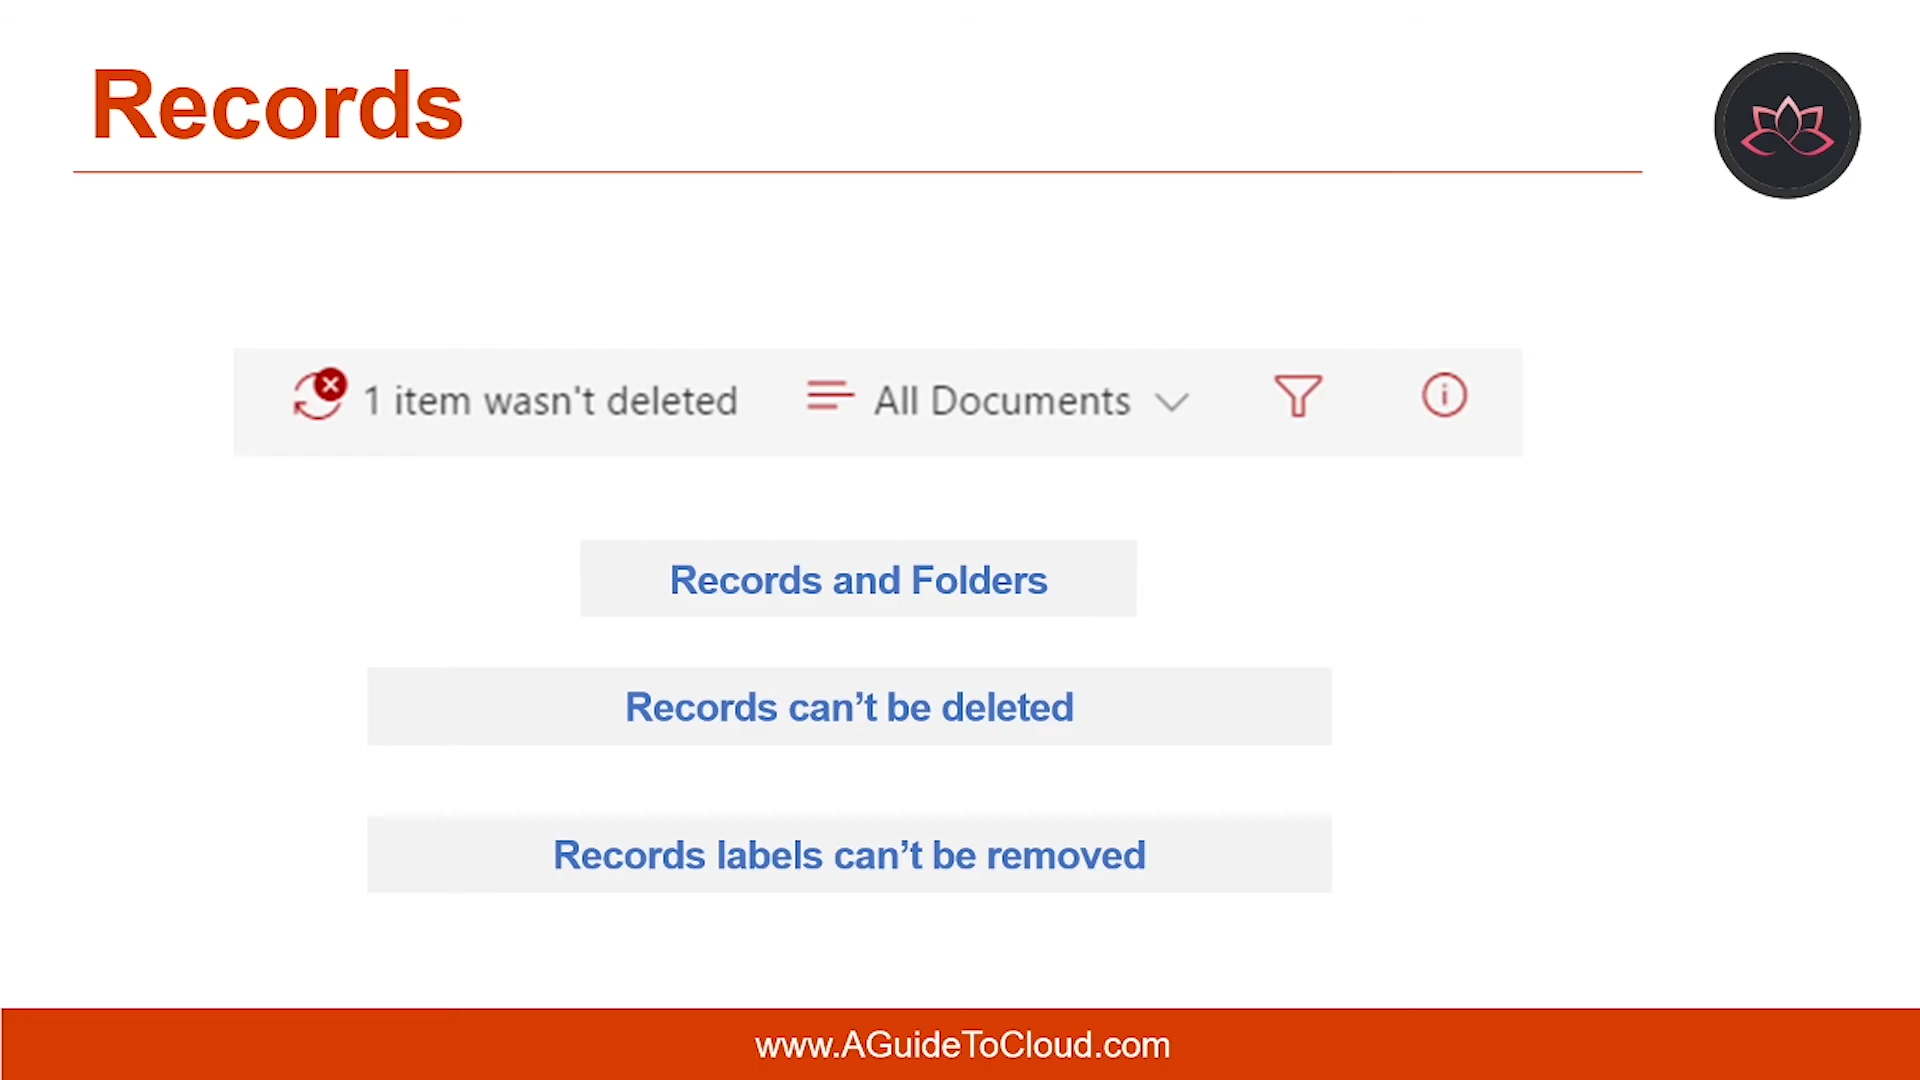 Records
1 item wasn't deleted All Documents
Records and Folders
Records can’t be deleted
Records labels can’t be removed
www.AGuideToCloud.com